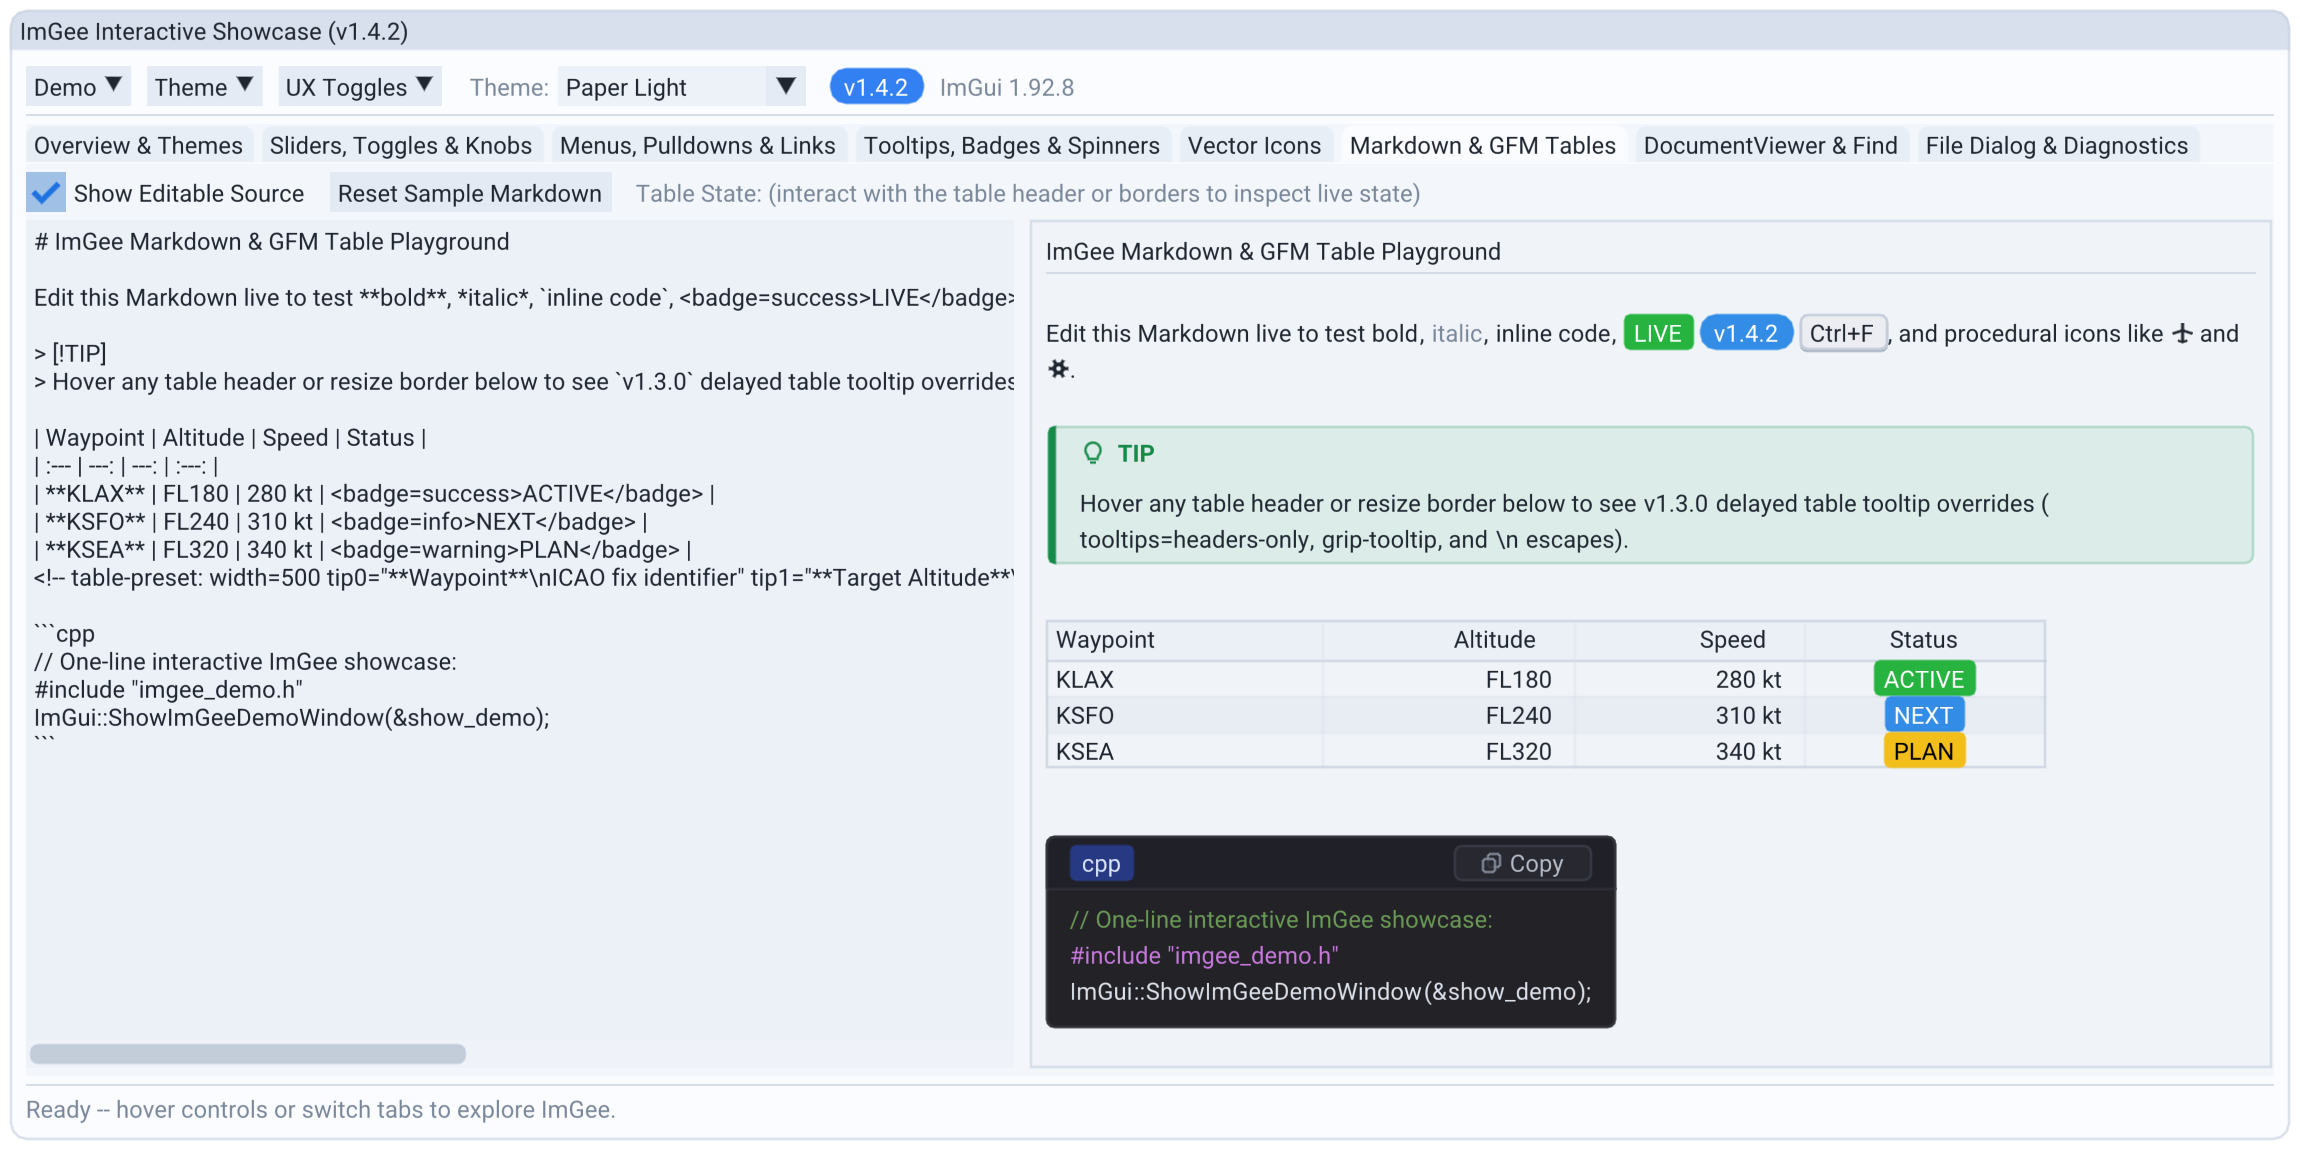 ImGee Interactive Showcase (v1.4.2)
Demo Theme UX Toggles Theme: Paper Light v1.4.2 ImGui 1.92.8
Overview & Themes Sliders, Toggles & Knobs Menus, Pulldowns & Links Tooltips, Badges & Spinners Vector Icons Markdown & GFM Tables DocumentViewer & Find File Dialog & Diagnostics
Show Editable Source Reset Sample Markdown Table State: (interact with the table header or borders to inspect live state)
# ImGee Markdown & GFM Table Playground
Edit this Markdown live to test **bold**, *italic*, `inline code`, <badge=success>LIVE</badge>
> [!TIP]
> Hover any table header or resize border below to see `v1.3.0` delayed table tooltip overrides
| Waypoint | Altitude | Speed | Status |
| :--- | ---: | ---: | :---: |
| **KLAX** | FL180 | 280 kt | <badge=success>ACTIVE</badge> |
| **KSFO** | FL240 | 310 kt | <badge=info>NEXT</badge> |
| **KSEA** | FL320 | 340 kt | <badge=warning>PLAN</badge> |
<!-- table-preset: width=500 tip0="**Waypoint**\nICAO fix identifier" tip1="**Target Altitude**\
```cpp
// One-line interactive ImGee showcase:
#include "imgee_demo.h"
ImGui::ShowImGeeDemoWindow(&show_demo);
```
ImGee Markdown & GFM Table Playground
Edit this Markdown live to test bold, italic, inline code, LIVE v1.4.2 Ctrl+F, and procedural icons like and
.
TIP
Hover any table header or resize border below to see v1.3.0 delayed table tooltip overrides (
tooltips=headers-only, grip-tooltip, and \n escapes).
Waypoint Altitude Speed Status
KLAX FL180 280 kt ACTIVE
KSFO FL240 310 kt NEXT
KSEA FL320 340 kt PLAN
cpp Copy
// One-line interactive ImGee showcase:
#include "imgee_demo.h"
ImGui::ShowImGeeDemoWindow(&show_demo);
Ready -- hover controls or switch tabs to explore ImGee.